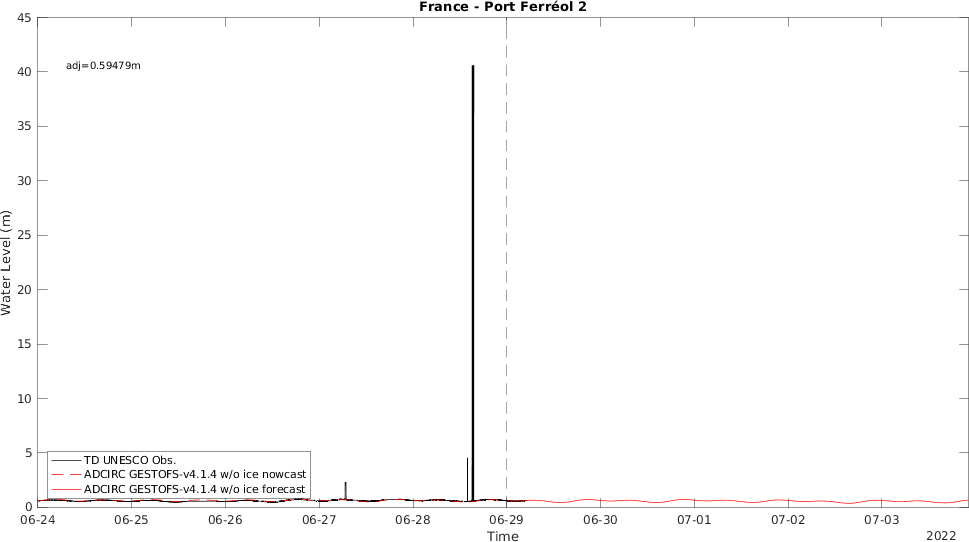 France - Port Ferréol 2
45
40
35
30
25
20
15
10
5
0
Water Level (m)
adj=0.59479m
TD UNESCO Obs.
ADCIRC GESTOFS-v4.1.4 w/o ice nowcast
ADCIRC GESTOFS-v4.1.4 w/o ice forecast
06-24 06-25 06-26 06-27 06-28 06-29 06-30 07-01 07-02 07-03
Time
2022